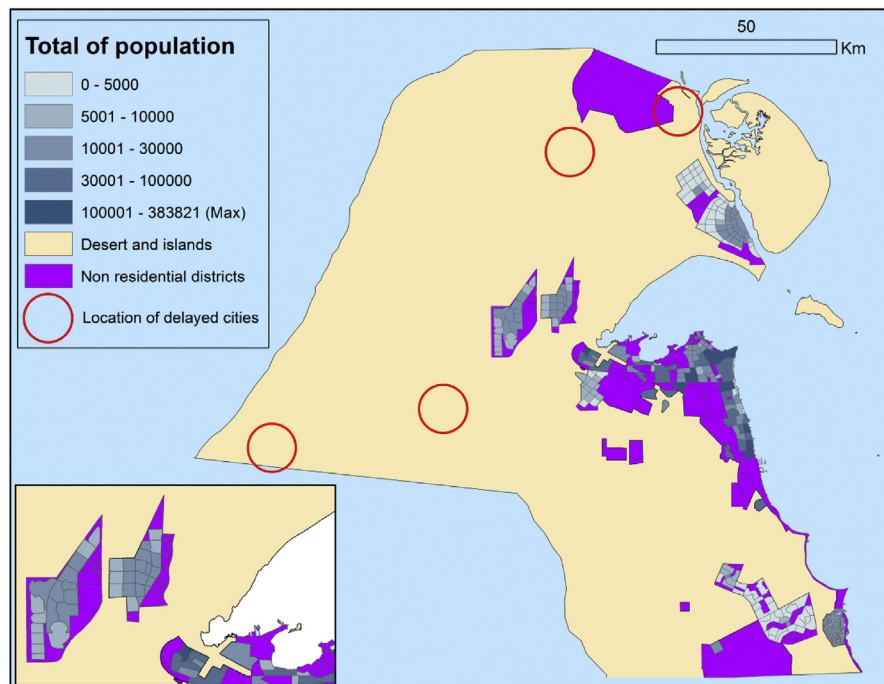 Total of population
0 - 5000
5001 - 10000
10001 - 30000
30001 - 100000
100001 - 383821 (Max)
Desert and islands
Non residential districts
Location of delayed cities
50
Km